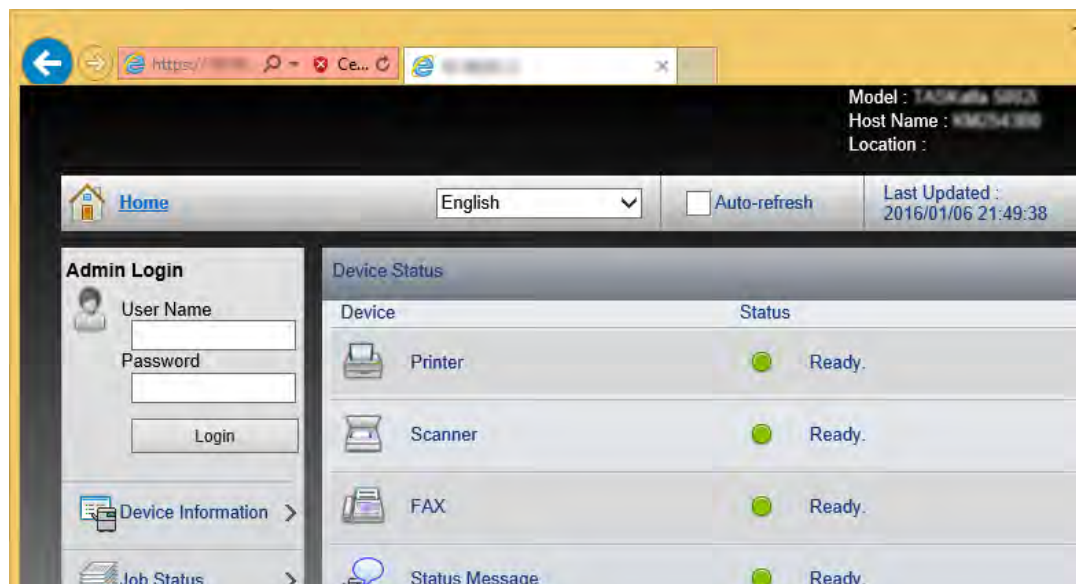 https://
Ce...
Model :
Host Name :
Location :
Home
English
Auto-refresh
Last Updated :
2016/01/06 21:49:38
Admin Login
User Name
Password
Login
Device Information
Job Status
Device Status
Device Status
Printer Ready.
Scanner Ready.
FAX Ready.
Status Message Ready.